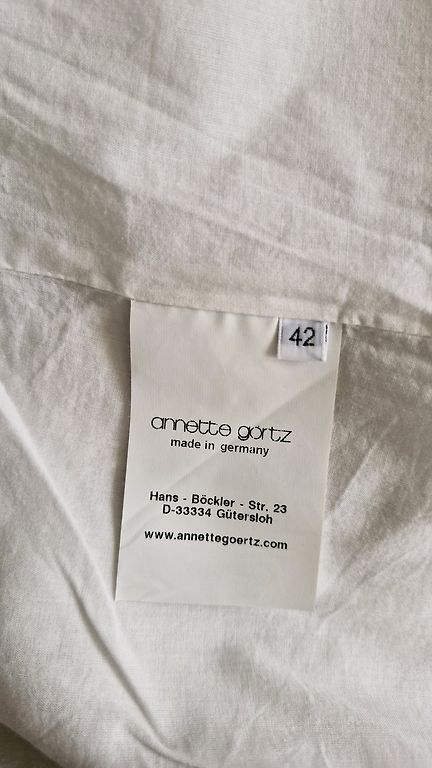 42
annette görtz
made in germany
Hans - Böckler - Str. 23
D-33334 Gütersloh
www.annettegoertz.com